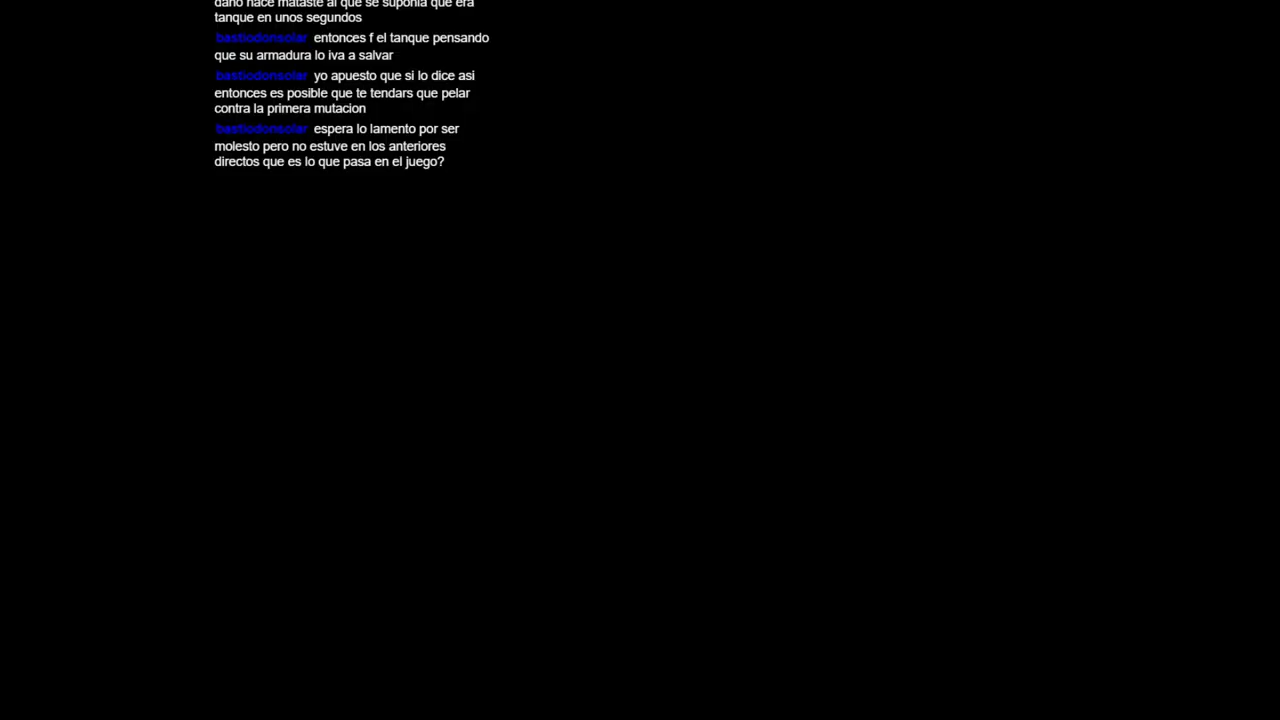 daño hace mataste al que se suponia que era
tanque en unos segundos
bastiodonsolar entonces f el tanque pensando
que su armadura lo iva a salvar
bastiodonsolar yo apuesto que si lo dice asi
entonces es posible que te tendars que pelar
contra la primera mutacion
bastiodonsolar espera lo lamento por ser
molesto pero no estuve en los anteriores
directos que es lo que pasa en el juego?